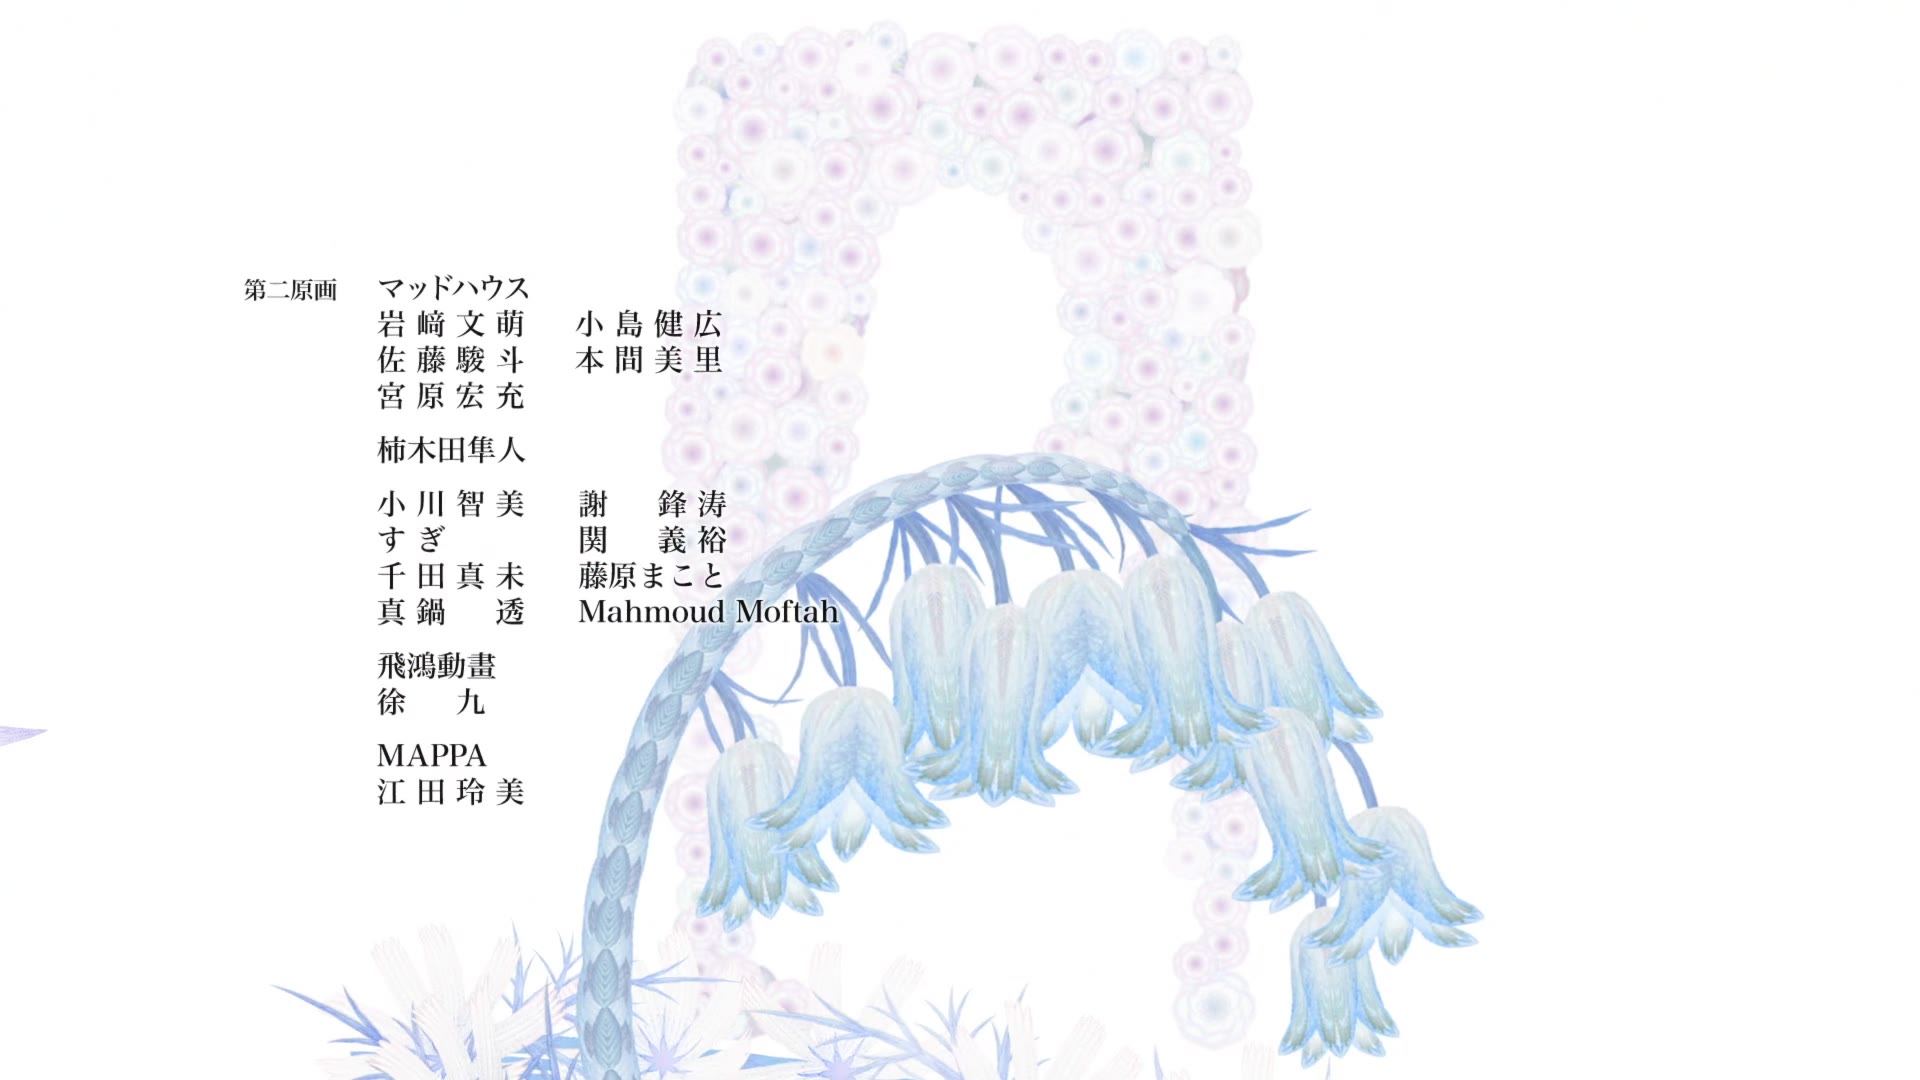 第二原画 マッドハウス
岩﨑文萌 小島健広
佐藤駿斗 本間美里
宮原宏充
柿木田隼人
小川智美 謝鋒涛
すぎ 関義裕
千田真未 藤原まこと
真鍋透 Mahmoud Moftah
飛鴻動畫
徐九
MAPPA
江田玲美